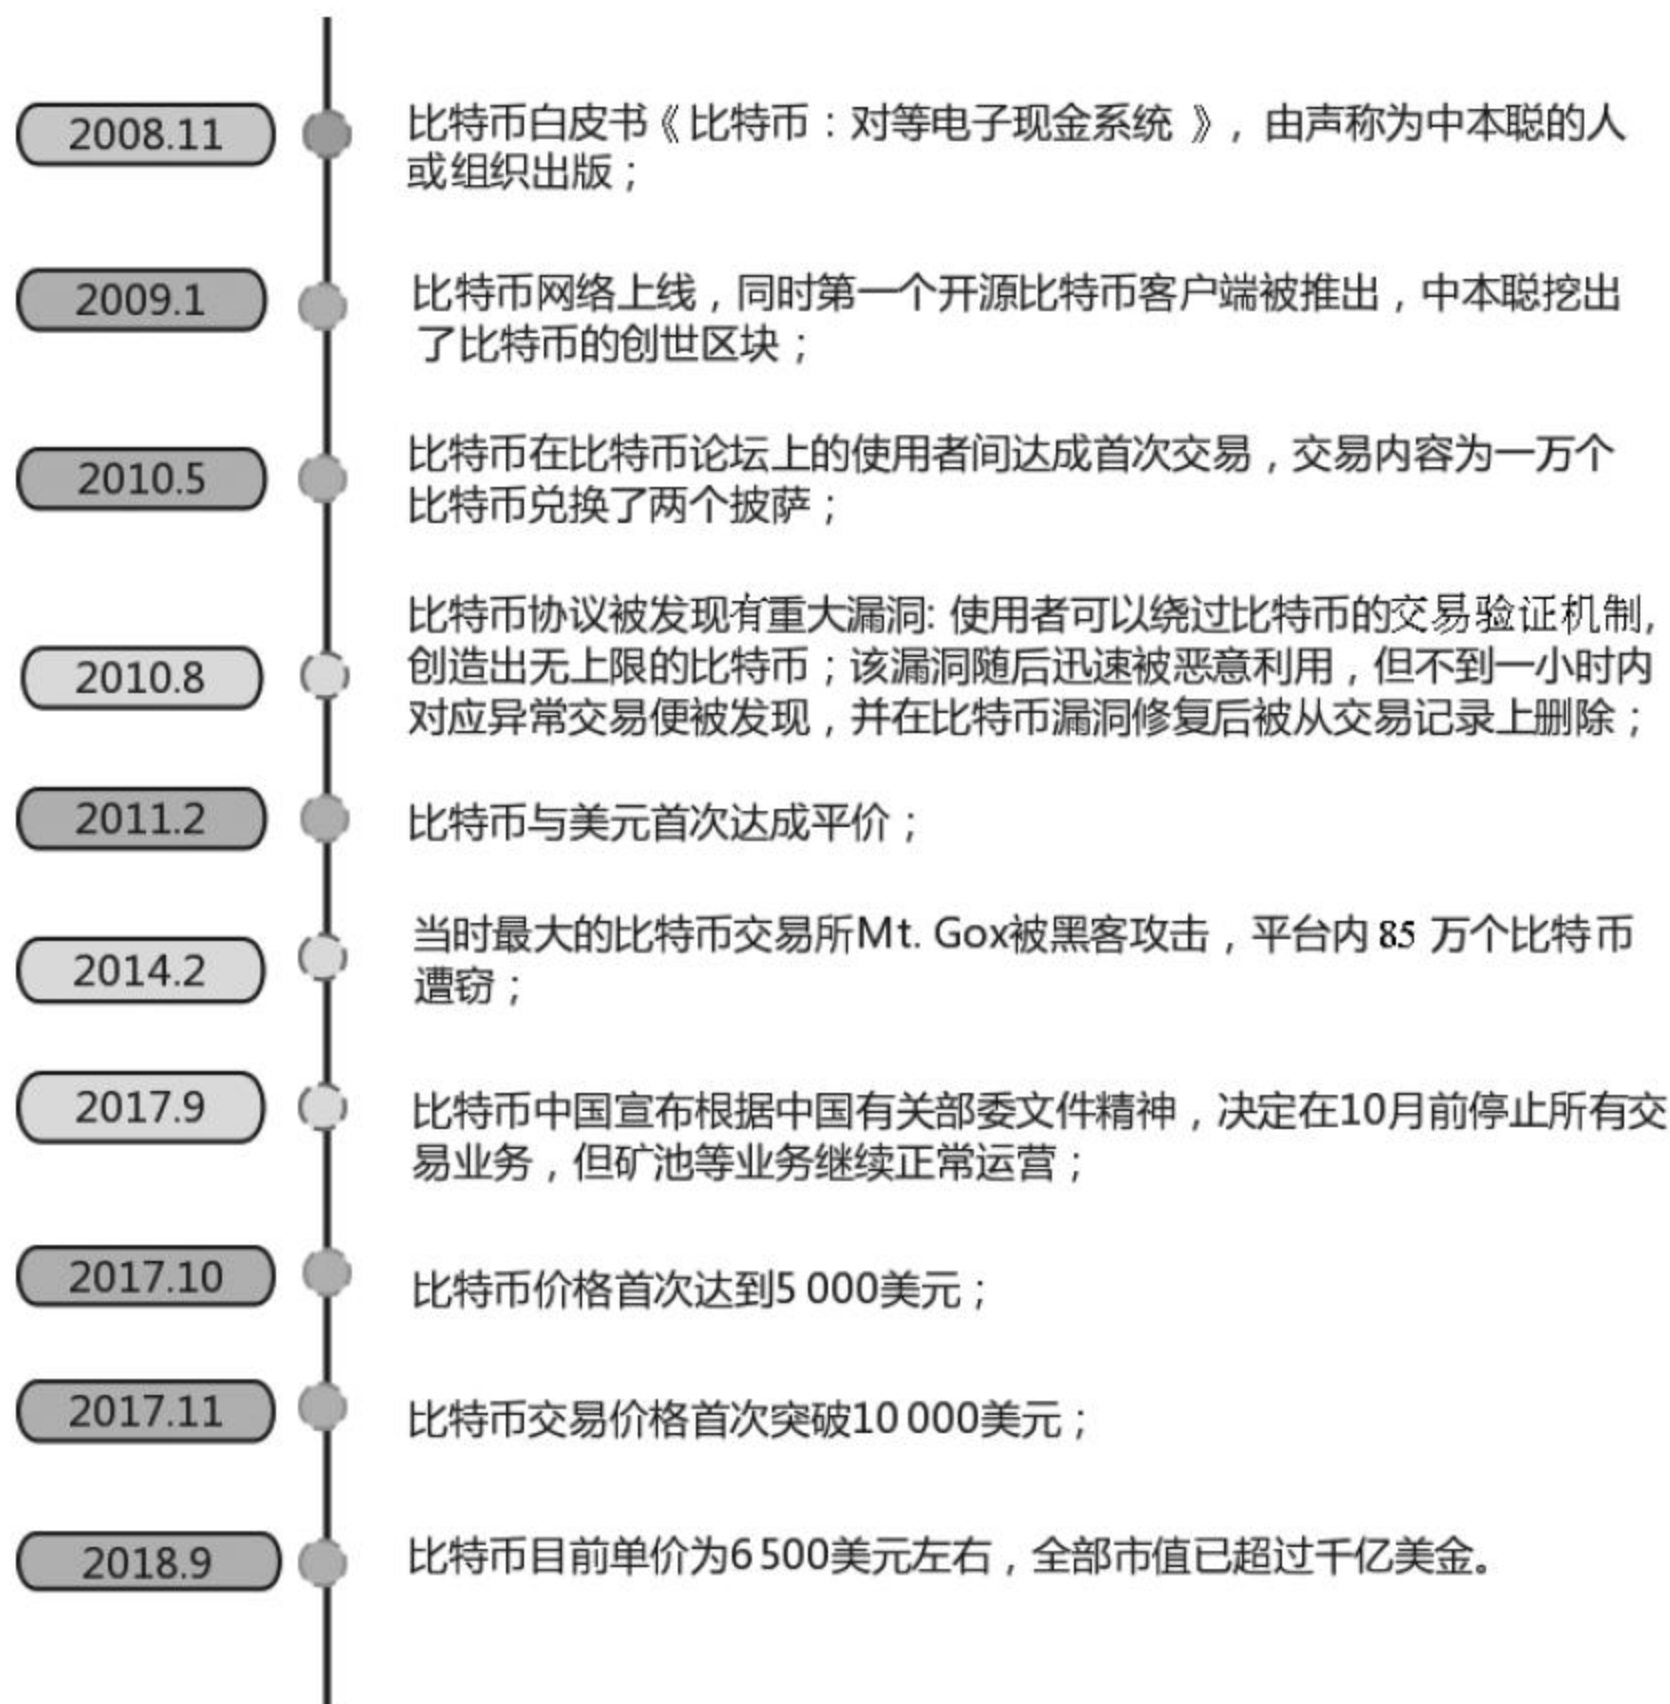 2008.11
比特币白皮书《比特币：对等电子现金系统 》，由声称为中本聪的人
或组织出版；
2009.1
比特币网络上线，同时第一个开源比特币客户端被推出，中本聪挖出
了比特币的创世区块；
2010.5
比特币在比特币论坛上的使用者间达成首次交易，交易内容为一万个
比特币兑换了两个披萨；
2010.8
比特币协议被发现有重大漏洞: 使用者可以绕过比特币的交易验证机制,
创造出无上限的比特币；该漏洞随后迅速被恶意利用，但不到一小时内
对应异常交易便被发现，并在比特币漏洞修复后被从交易记录上删除；
2011.2
比特币与美元首次达成平价；
2014.2
当时最大的比特币交易所Mt. Gox被黑客攻击，平台内 85 万个比特币
遭窃；
2017.9
比特币中国宣布根据中国有关部委文件精神，决定在10月前停止所有交
易业务，但矿池等业务继续正常运营；
2017.10
比特币价格首次达到5 000美元；
2017.11
比特币交易价格首次突破10 000美元；
2018.9
比特币目前单价为6 500美元左右，全部市值已超过千亿美金。